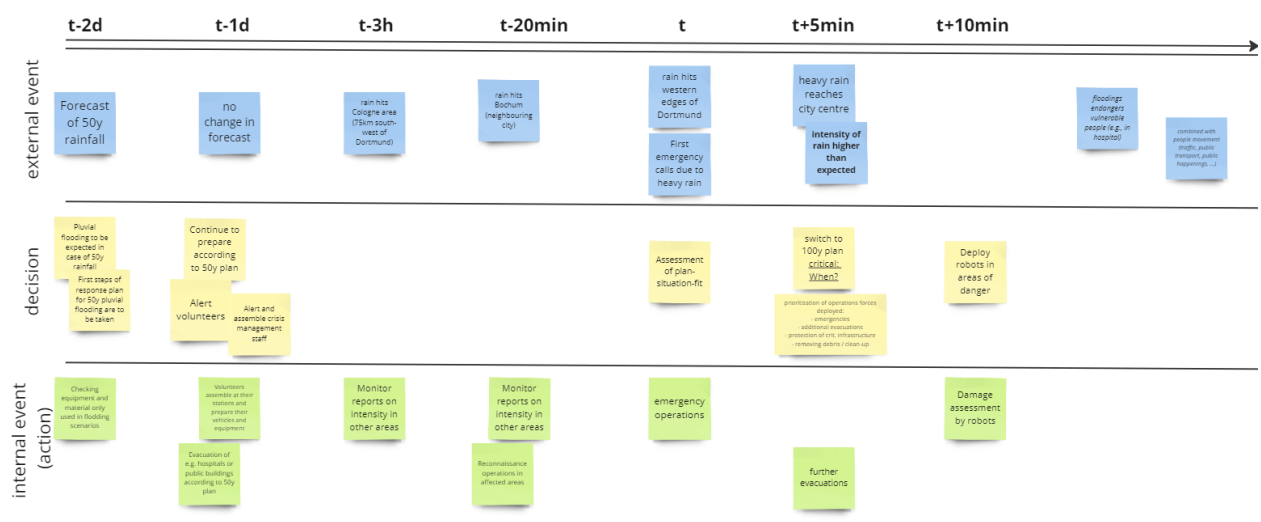 t-2d t-1d t-3h t-20min t t+5min t+10min
external event
Forecast
of 50y
rainfall
no
change in
forecast
rain hits
Cologne area
(75km south-
west of
Dortmund)
rain hits
Bochum
(neighbouring
city)
rain hits
western
edges of
Dortmund
First
emergency
calls due to
heavy rain
heavy rain
reaches
city centre
intensity of
rain higher
than
expected
floodings
endangers
vulnerable
people (e.g., in
hospital)
combined with
people movement
(traffic, public
transport, public
happenings, ...)
decision
Pluvial
flooding to be
expected in
case of 50y
rainfall
First steps of
response plan
for 50y pluvial
flooding are to
be taken
Continue to
prepare
according
to 50y plan
Alert
volunteers
Alert and
assemble crisis
management
staff
Assessment
of plan-
situation-fit
switch to
100y plan
critical:
When?
prioritization of operations forces
deployed:
- emergencies
- additional evacuations
- protection of crit. infrastructure
- removing debris / clean-up
Deploy
robots in
areas of
danger
internal event
(action)
Checking
equipment and
material only
used in flodding
scenarios
Volunteers
assemble at their
stations and
prepare their
vehicles and
equipment
Evacuation of
e.g. hospitals or
public buildings
according to 50y
plan
Monitor
reports on
intensity in
other areas
Monitor
reports on
intensity in
other areas
Reconnaissance
operations in
affected areas
emergency
operations
further
evacuations
Damage
assessment
by robots